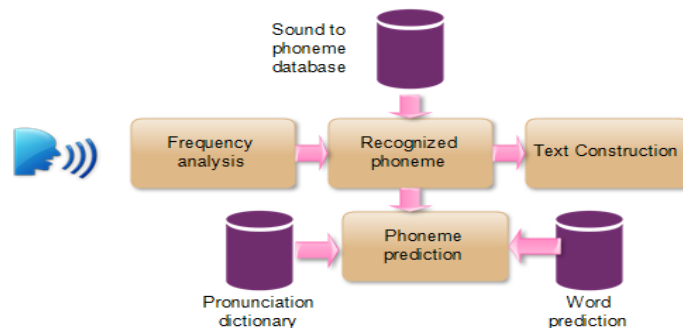 Sound to
phoneme
database
Frequency
analysis
Recognized
phoneme
Text Construction
Phoneme
prediction
Pronunciation
dictionary
Word
prediction